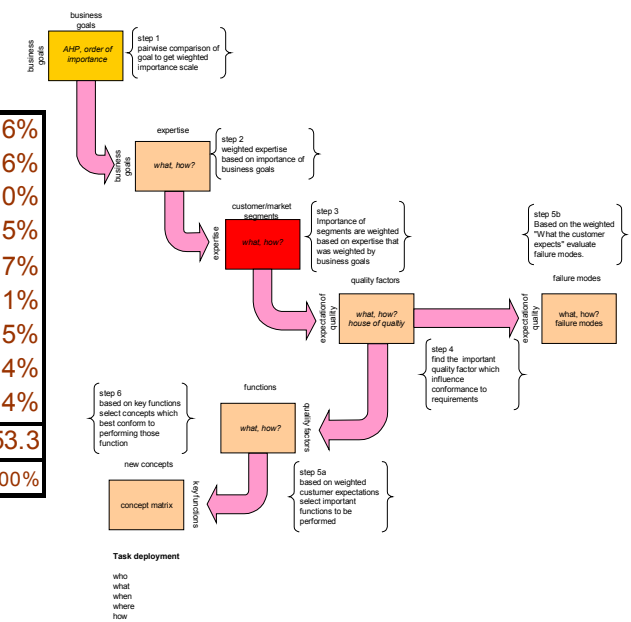 business
goals
business
goals
AHP, order of
importance
step 1
pairwise comparison of
goal to get wieghted
importance scale
6%
6%
0%
5%
7%
1%
5%
4%
4%
53.3
00%
expertise
business
goals
what, how?
step 2
weighted expertise
based on importance of
business goals
customer/market
segments
expertise
what, how?
step 3
Importance of
segments are weighted
based on expertise that
was weighted by
business goals
step 5b
Based on the weighted
"What the customer
expects" evaluate
failure modes.
quality factors
expectation of
quality
what, how?
house of qualtiy
failure modes
expectation of
quality
what, how?
failure modes
step 4
find the important
quality factor which
influence
conformance to
requirements
step 6
based on key functions
select concepts which
best conform to
performing those
function
functions
what, how?
quality factors
new concepts
concept matrix
key functions
step 5a
based on weighted
custumer expectations
select important
functions to be
performed
Task deployment
who
what
when
where
how